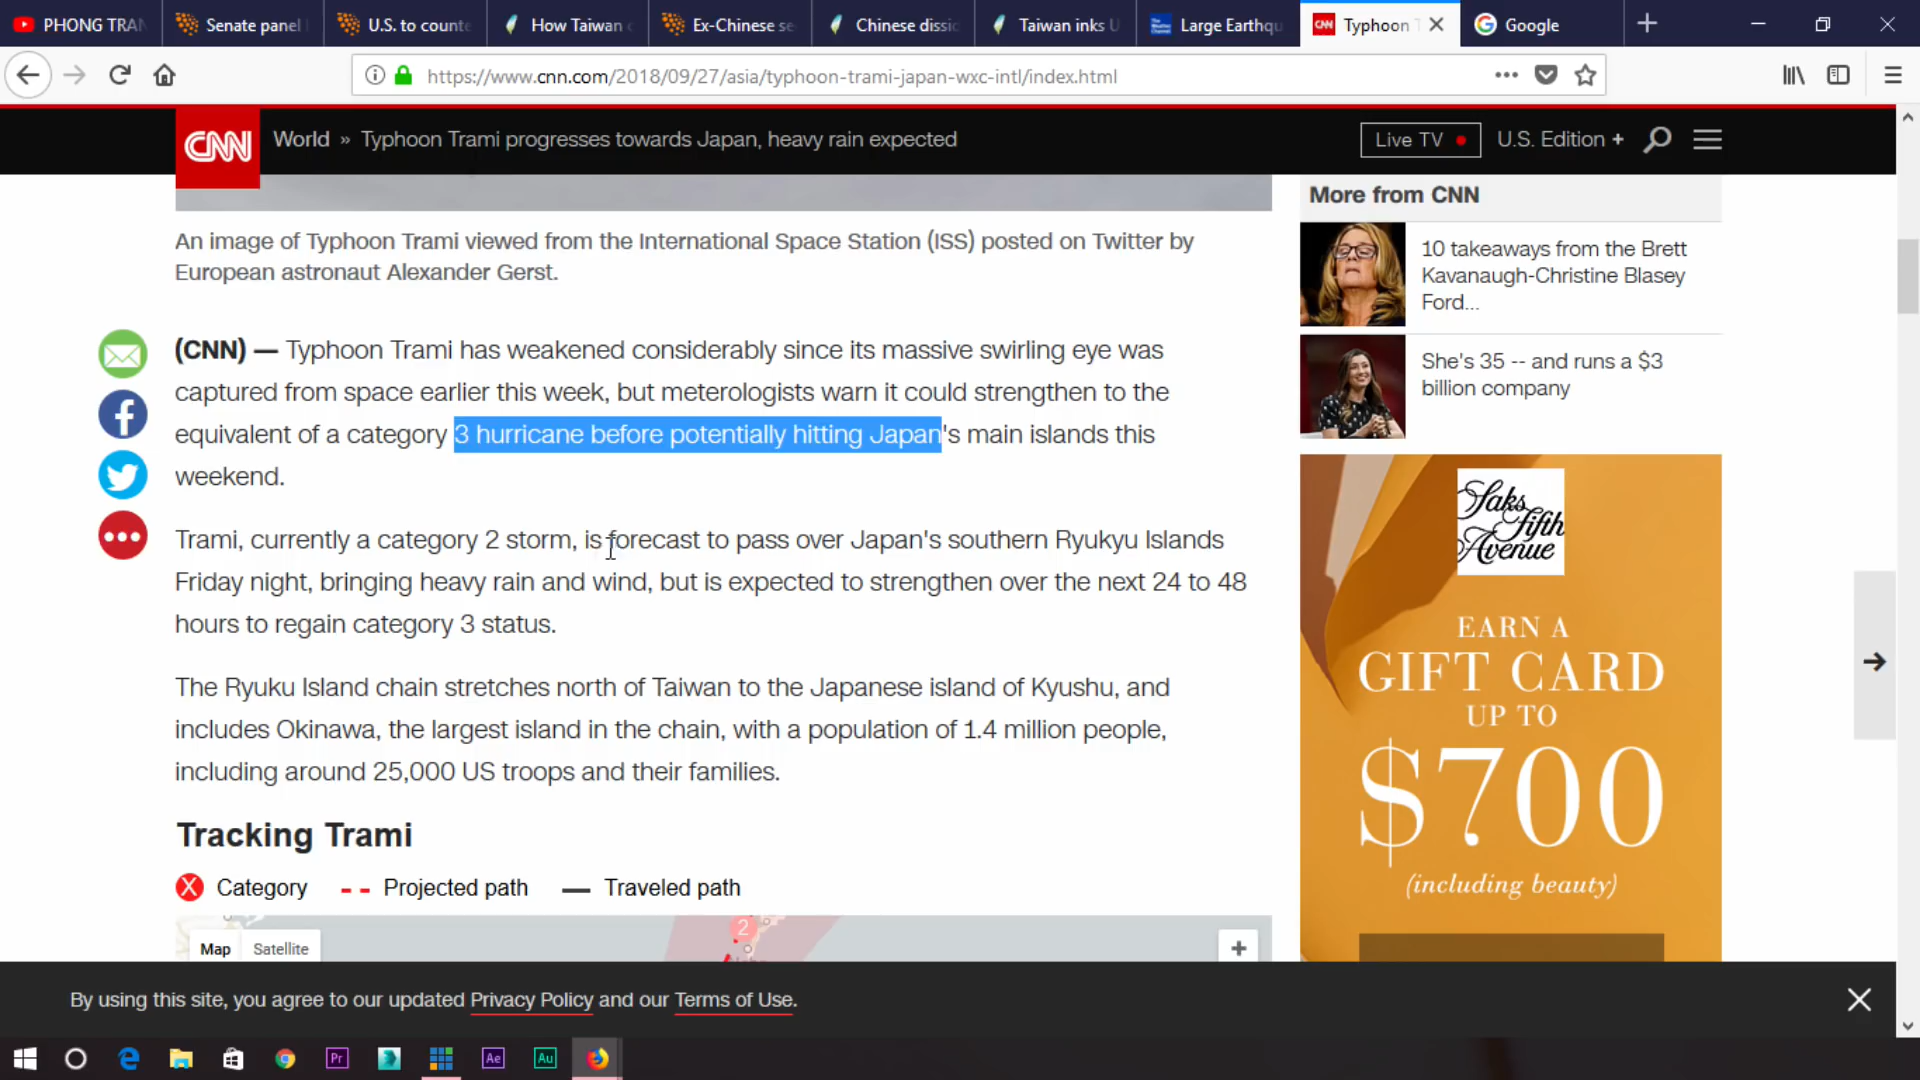 PHONG TRAN
Senate panel
U.S. to counte
How Taiwan
Ex-Chinese se
Chinese dissi
Taiwan inks U
Large Earthqu
Typhoon T
Google
https://www.cnn.com/2018/09/27/asia/typhoon-trami-japan-wxc-intl/index.html
CNN
World » Typhoon Trami progresses towards Japan, heavy rain expected
Live TV
U.S. Edition +
An image of Typhoon Trami viewed from the International Space Station (ISS) posted on Twitter by
European astronaut Alexander Gerst.
(CNN) — Typhoon Trami has weakened considerably since its massive swirling eye was
captured from space earlier this week, but meterologists warn it could strengthen to the
equivalent of a category 3 hurricane before potentially hitting Japan's main islands this
weekend.
Trami, currently a category 2 storm, is forecast to pass over Japan's southern Ryukyu Islands
Friday night, bringing heavy rain and wind, but is expected to strengthen over the next 24 to 48
hours to regain category 3 status.
The Ryuku Island chain stretches north of Taiwan to the Japanese island of Kyushu, and
includes Okinawa, the largest island in the chain, with a population of 1.4 million people,
including around 25,000 US troops and their families.
Tracking Trami
X Category
Projected path
Traveled path
Map
Satellite
2
+
More from CNN
10 takeaways from the Brett
Kavanaugh-Christine Blasey
Ford...
She's 35 -- and runs a $3
billion company
Saks
Fifth
Avenue
EARN A
GIFT CARD
UP TO
$700
(including beauty)
By using this site, you agree to our updated Privacy Policy and our Terms of Use.
Pr
Ae
Au